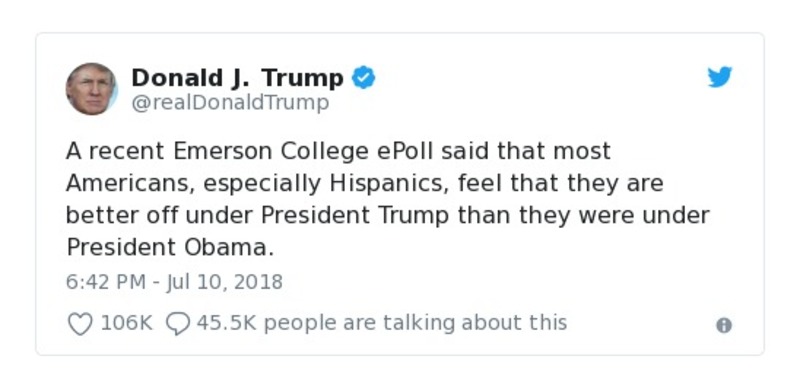 Donald J. Trump
@realDonaldTrump
A recent Emerson College ePoll said that most
Americans, especially Hispanics, feel that they are
better off under President Trump than they were under
President Obama.
6:42 PM - Jul 10, 2018
106K 45.5K people are talking about this